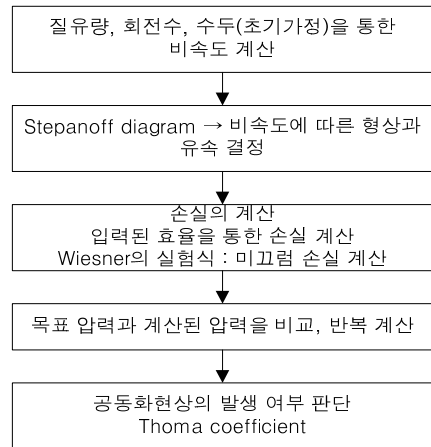 질유량, 회전수, 수두(초기가정)을 통한
비속도 계산
Stepanoff diagram → 비속도에 따른 형상과
유속 결정
손실의 계산
입력된 효율을 통한 손실 계산
Wiesner의 실험식 : 미끄럼 손실 계산
목표 압력과 계산된 압력을 비교, 반복 계산
공동화현상의 발생 여부 판단
Thoma coefficient